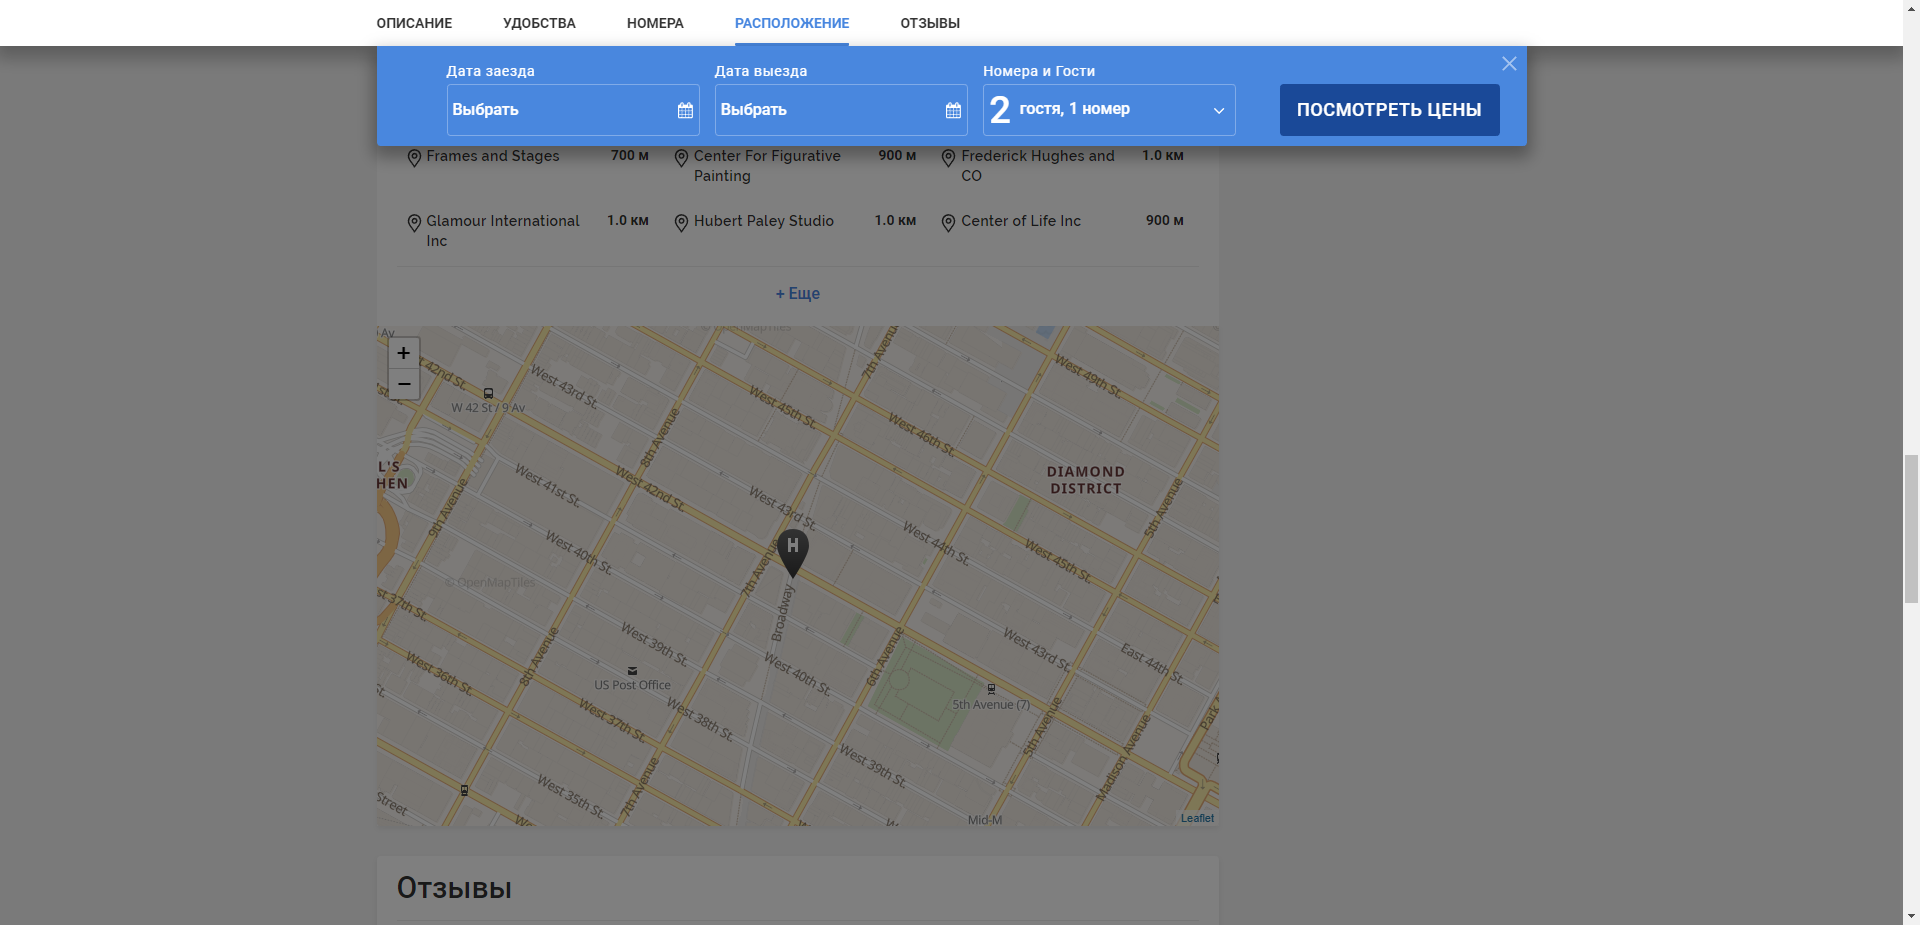 ОПИСАНИЕ
УДОБСТВА
НОМЕРА
РАСПОЛОЖЕНИЕ
ОТЗЫВЫ
Дата заезда
Выбрать
Дата выезда
Выбрать
Номера и Гости
2 гостя, 1 номер
ПОСМОТРЕТЬ ЦЕНЫ
Frames and Stages
700 м
Center For Figurative
Painting
900 м
Frederick Hughes and
CO
1.0 км
Glamour International
Inc
1.0 км
Hubert Paley Studio
1.0 км
Center of Life Inc
900 м
+ Еще
Av
© OpenMapTiles
+
−
42nd St.
West 43rd St.
W 42 St / 9 Av
7th Avenue
West 49th St.
West 45th St.
8th Avenue
West 46th St.
L'S
HEN
DIAMOND
DISTRICT
West 41st St.
West 42nd St.
West 43rd St.
9th Avenue
5th Avenue
H
West 44th St.
West 40th St.
West 45th St.
7th Avenue
© OpenMapTiles
st 37th St.
Broadway
West 39th St.
8th Avenue
West 40th St.
6th Avenue
West 43rd St.
East 44th St.
West 36th St.
US Post Office
5th Avenue (7)
West 37th St.
West 38th St.
5th Avenue
Madison Avenue
Park
West 39th St.
7th Avenue
West 35th St.
Street
Mid-M
Leaflet
Отзывы